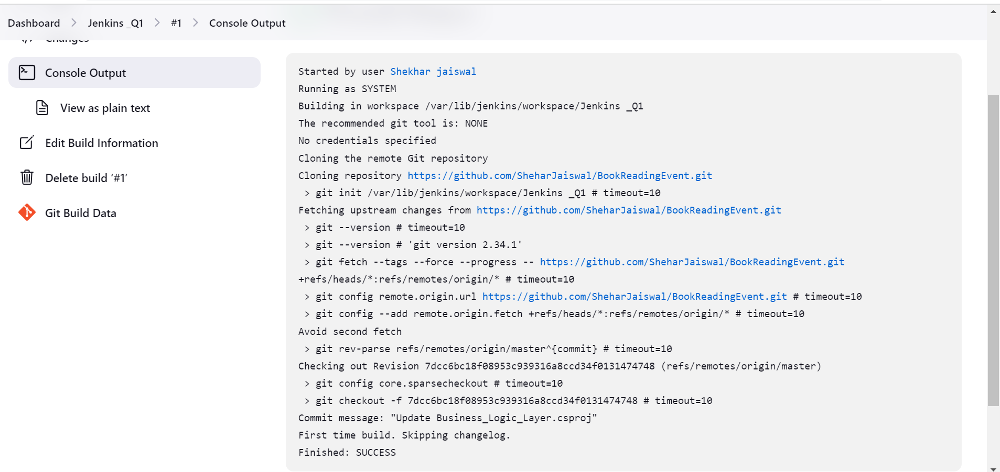 Dashboard > Jenkins _Q1 > #1 > Console Output
Changes
Console Output
View as plain text
Edit Build Information
Delete build ‘#1’
Git Build Data
Started by user Shekhar jaiswal
Running as SYSTEM
Building in workspace /var/lib/jenkins/workspace/Jenkins _Q1
The recommended git tool is: NONE
No credentials specified
Cloning the remote Git repository
Cloning repository https://github.com/SheharJaiswal/BookReadingEvent.git
 > git init /var/lib/jenkins/workspace/Jenkins _Q1 # timeout=10
Fetching upstream changes from https://github.com/SheharJaiswal/BookReadingEvent.git
 > git --version # timeout=10
 > git --version # 'git version 2.34.1'
 > git fetch --tags --force --progress -- https://github.com/SheharJaiswal/BookReadingEvent.git
+refs/heads/*:refs/remotes/origin/* # timeout=10
 > git config remote.origin.url https://github.com/SheharJaiswal/BookReadingEvent.git # timeout=10
 > git config --add remote.origin.fetch +refs/heads/*:refs/remotes/origin/* # timeout=10
Avoid second fetch
 > git rev-parse refs/remotes/origin/master^{commit} # timeout=10
Checking out Revision 7dcc6bc18f08953c939316a8ccd34f0131474748 (refs/remotes/origin/master)
 > git config core.sparsecheckout # timeout=10
 > git checkout -f 7dcc6bc18f08953c939316a8ccd34f0131474748 # timeout=10
Commit message: "Update Business_Logic_Layer.csproj"
First time build. Skipping changelog.
Finished: SUCCESS